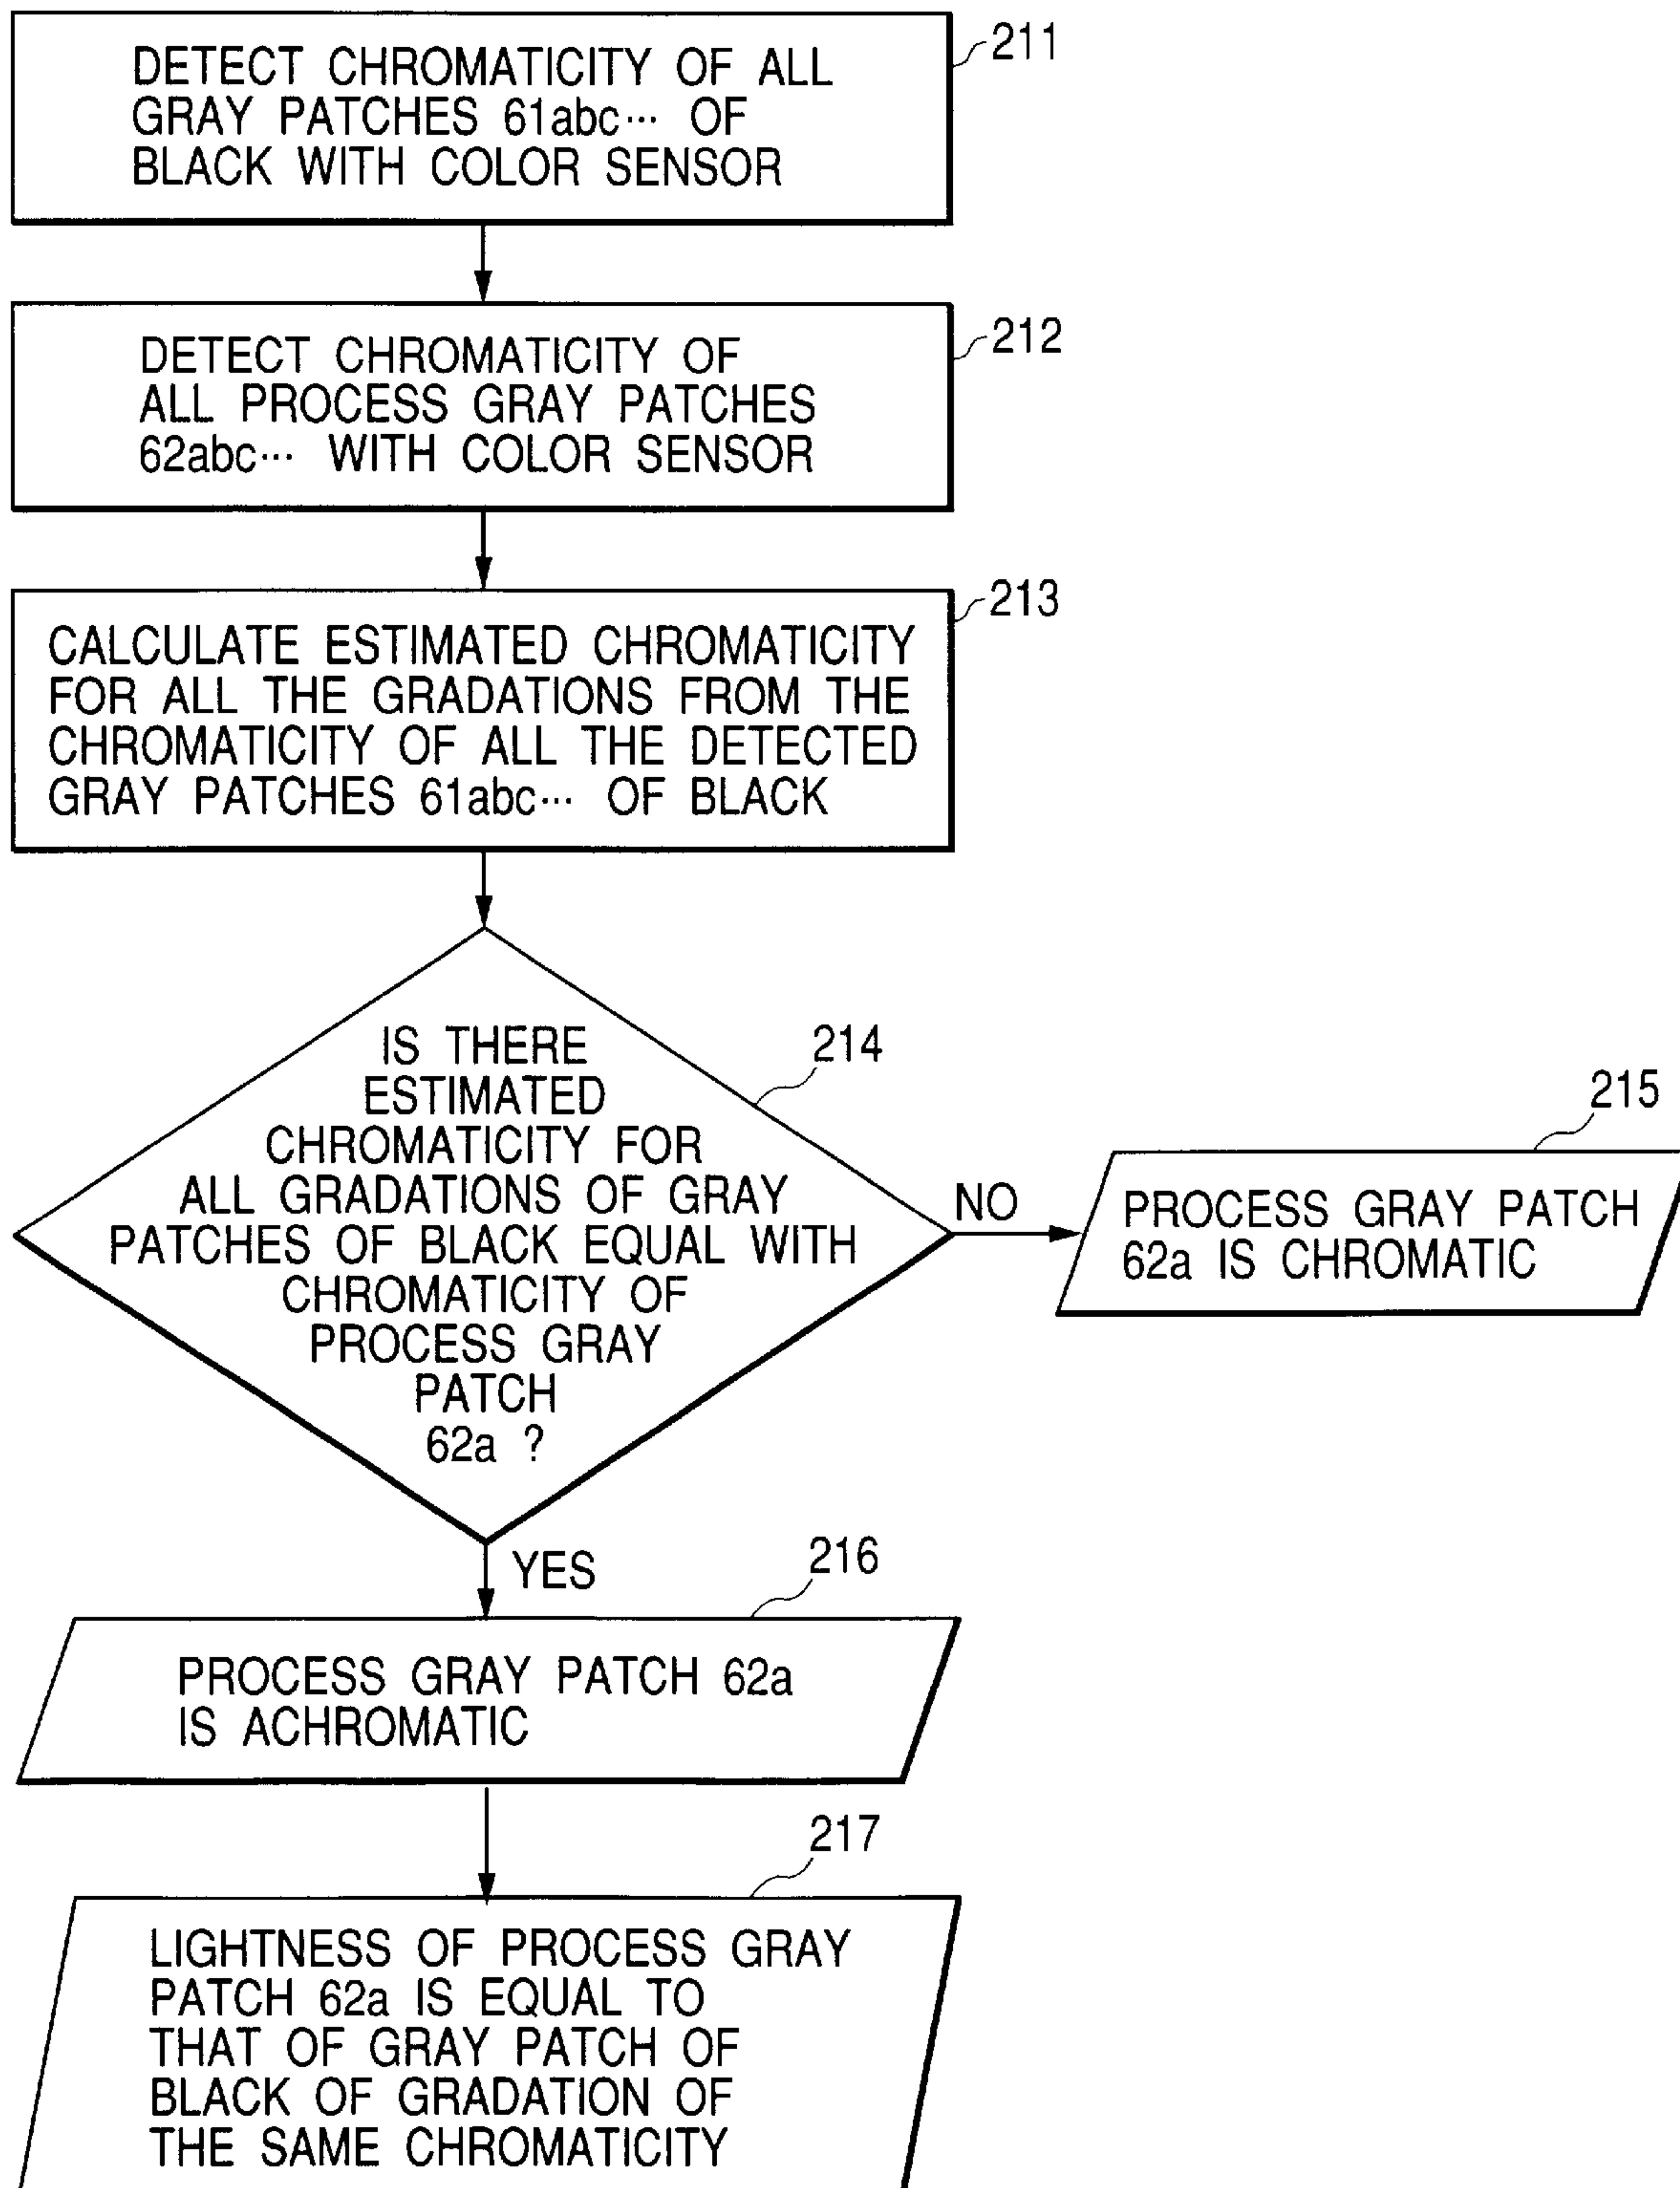 211
DETECT CHROMATICITY OF ALL
GRAY PATCHES 61abc··· OF
BLACK WITH COLOR SENSOR
212
DETECT CHROMATICITY OF
ALL PROCESS GRAY PATCHES
62abc··· WITH COLOR SENSOR
213
CALCULATE ESTIMATED CHROMATICITY
FOR ALL THE GRADATIONS FROM THE
CHROMATICITY OF ALL THE DETECTED
GRAY PATCHES 61abc··· OF BLACK
214
IS THERE
ESTIMATED
CHROMATICITY FOR
ALL GRADATIONS OF GRAY
PATCHES OF BLACK EQUAL WITH
CHROMATICITY OF
PROCESS GRAY
PATCH
62a ?
NO
215
PROCESS GRAY PATCH
62a IS CHROMATIC
YES
216
PROCESS GRAY PATCH 62a
IS ACHROMATIC
217
LIGHTNESS OF PROCESS GRAY
PATCH 62a IS EQUAL TO
THAT OF GRAY PATCH OF
BLACK OF GRADATION OF
THE SAME CHROMATICITY